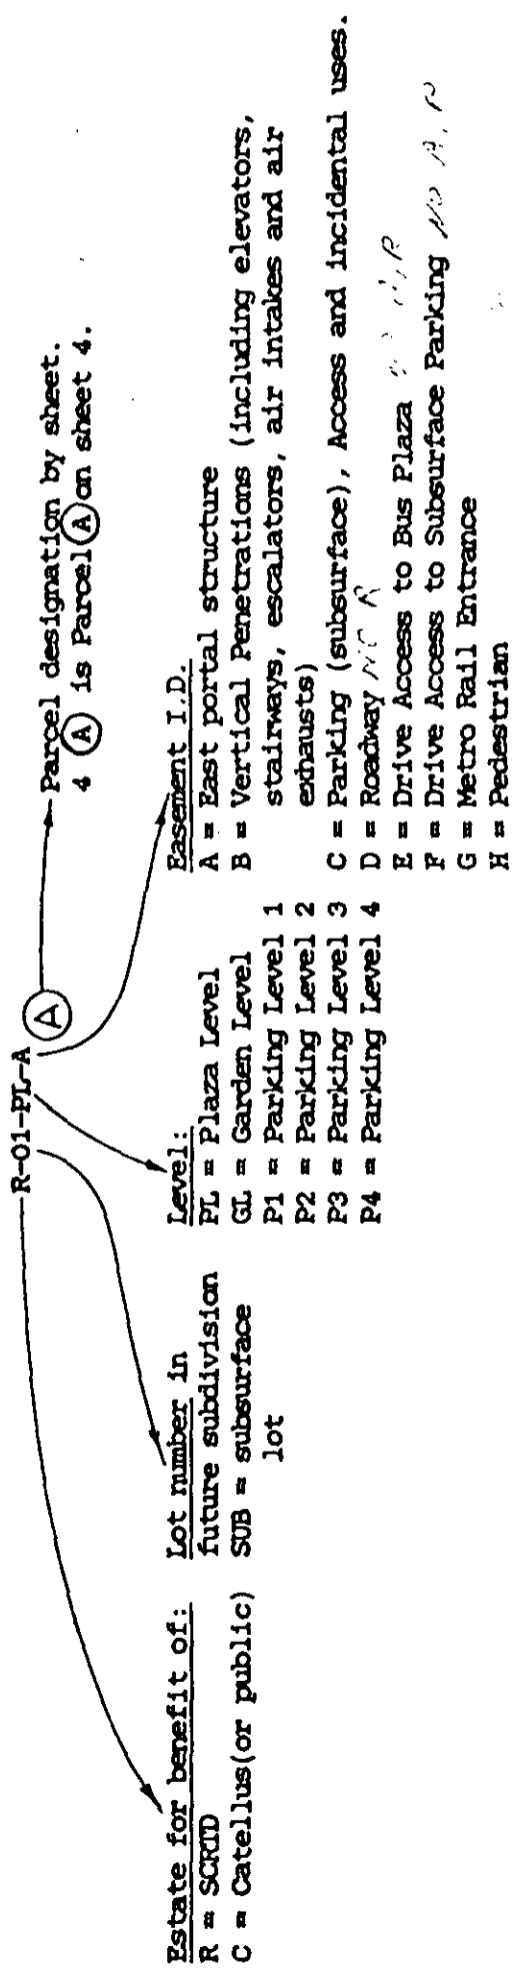 R-01-PL-A A
Parcel designation by sheet.
4 A is Parcel A on sheet 4.
Estate for benefit of:
R = SCRTD
C = Catellus(or public)
Lot number in
future subdivision
SUB = subsurface
lot
Level:
PL = Plaza Level
GL = Garden Level
P1 = Parking Level 1
P2 = Parking Level 2
P3 = Parking Level 3
P4 = Parking Level 4
Easement I.D.
A = East portal structure
B = Vertical Penetrations (including elevators,
stairways, escalators, air intakes and air
exhausts)
C = Parking (subsurface), Access and incidental uses.
D = Roadway
E = Drive Access to Bus Plaza
F = Drive Access to Subsurface Parking NO
G = Metro Rail Entrance
H = Pedestrian